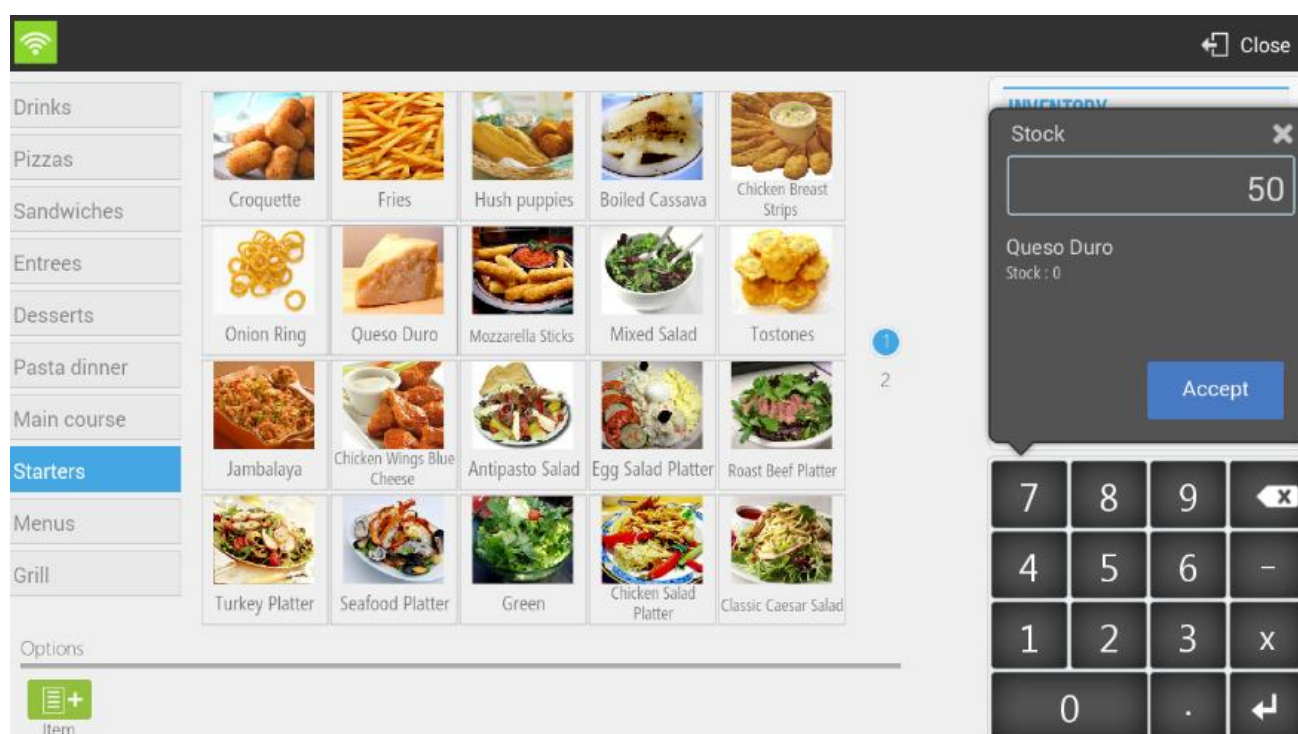 Close
Drinks
Pizzas
Sandwiches
Entrees
Desserts
Pasta dinner
Main course
Starters
Menus
Grill
Croquette
Fries
Hush puppies
Boiled Cassava
Chicken Breast
Strips
Onion Ring
Queso Duro
Mozzarella Sticks
Mixed Salad
Tostones
Jambalaya
Chicken Wings Blue
Cheese
Antipasto Salad
Egg Salad Platter
Roast Beef Platter
Turkey Platter
Seafood Platter
Green
Chicken Salad
Platter
Classic Caesar Salad
1
2
Options
Item
INVENTORY
Stock
50
Queso Duro
Stock : 0
Accept
7 8 9 x
4 5 6 -
1 2 3 x
0 .